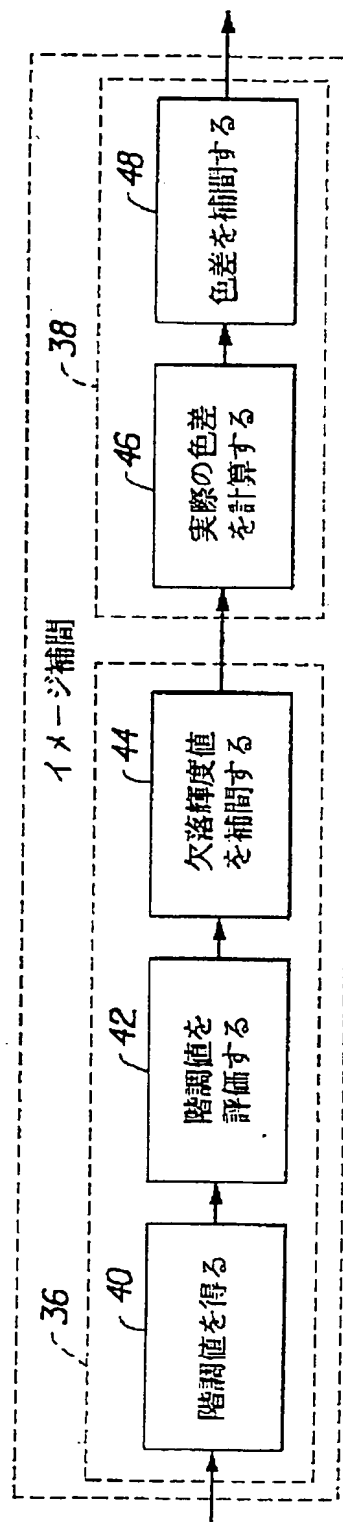 イメージ補間
36
38
40
階調値を得る
42
階調値を
評価する
44
欠落輝度値
を補間する
46
実際の色差
を計算する
48
色差を補間する